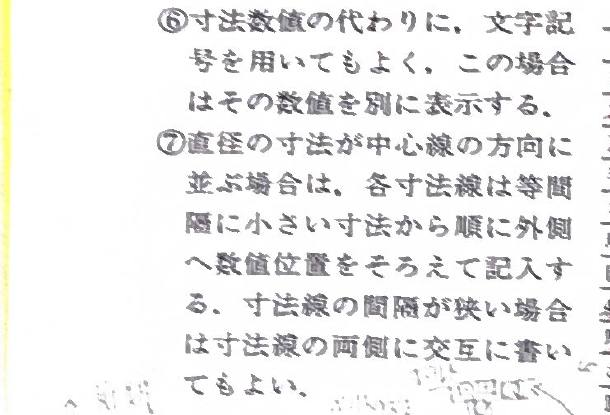 ⑥寸法数値の代わりに，文字記
号を用いてもよく，この場合
はその数値を別に表示する．
⑦直径の寸法が中心線の方向に
並ぶ場合は，各寸法線は等間
隔に小さい寸法から順に外側
へ数値位置をそろえて記入す
る．寸法線の間隔が狭い場合
は寸法線の両側に交互に書い
てもよい．